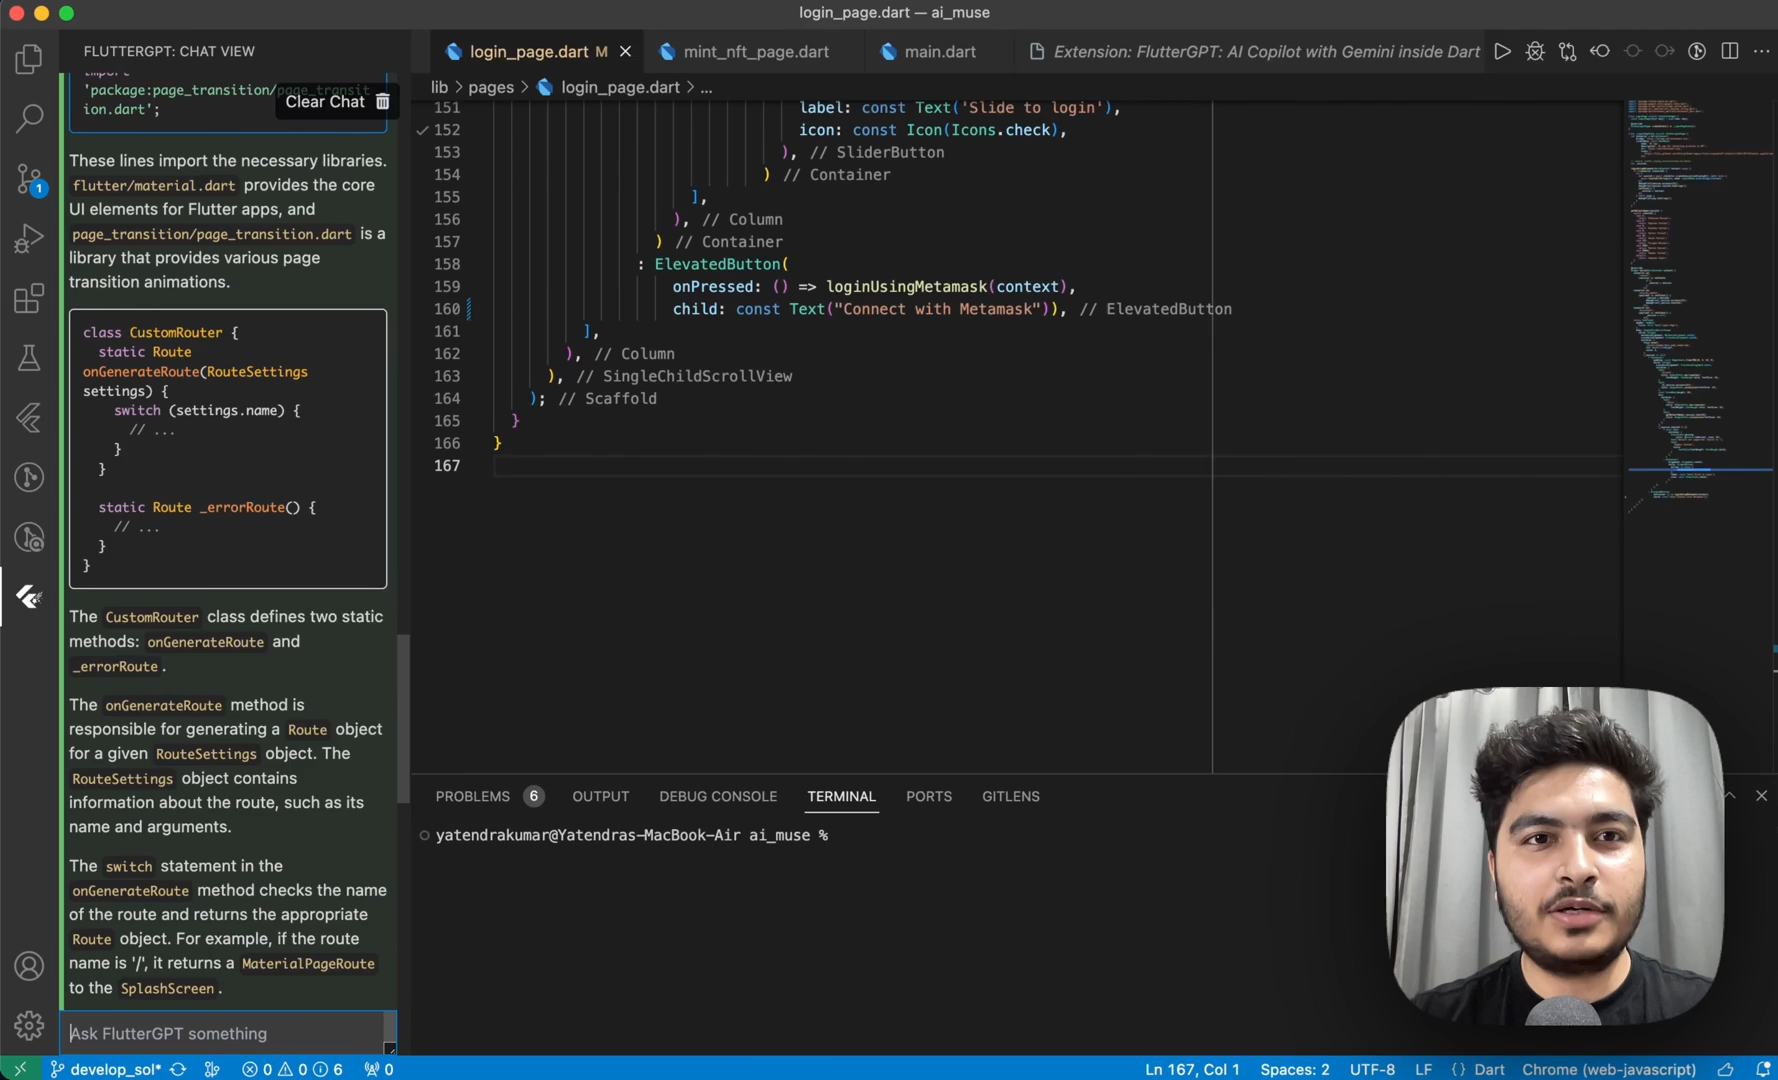 login_page.dart — ai_muse
FLUTTERGPT: CHAT VIEW
login_page.dart M
mint_nft_page.dart
main.dart
Extension: FlutterGPT: AI Copilot with Gemini inside Dart
lib > pages > login_page.dart > ...
import
'package:page_transition/page_transit
ion.dart';
Clear Chat
These lines import the necessary libraries.
flutter/material.dart provides the core
UI elements for Flutter apps, and
page_transition/page_transition.dart is a
library that provides various page
transition animations.
class CustomRouter {
static Route
onGenerateRoute(RouteSettings
settings) {
switch (settings.name) {
// ...
}
}
static Route _errorRoute() {
// ...
}
}
The CustomRouter class defines two static
methods: onGenerateRoute and
_errorRoute.
The onGenerateRoute method is
responsible for generating a Route object
for a given RouteSettings object. The
RouteSettings object contains
information about the route, such as its
name and arguments.
The switch statement in the
onGenerateRoute method checks the name
of the route and returns the appropriate
Route object. For example, if the route
name is '/', it returns a MaterialPageRoute
to the SplashScreen.
Ask FlutterGPT something
151 label: const Text('Slide to login'),
152 icon: const Icon(Icons.check),
153 ), // SliderButton
154 ) // Container
155 ],
156 ), // Column
157 ) // Container
158 : ElevatedButton(
159 onPressed: () => loginUsingMetamask(context),
160 child: const Text("Connect with Metamask")), // ElevatedButton
161 ],
162 ), // Column
163 ), // SingleChildScrollView
164 ); // Scaffold
165 }
166 }
167
PROBLEMS 6 OUTPUT DEBUG CONSOLE TERMINAL PORTS GITLENS
yatendrakumar@Yatendras-MacBook-Air ai_muse %
1
develop_sol* 0 0 6 0
Ln 167, Col 1 Spaces: 2 UTF-8 LF {} Dart Chrome (web-javascript)